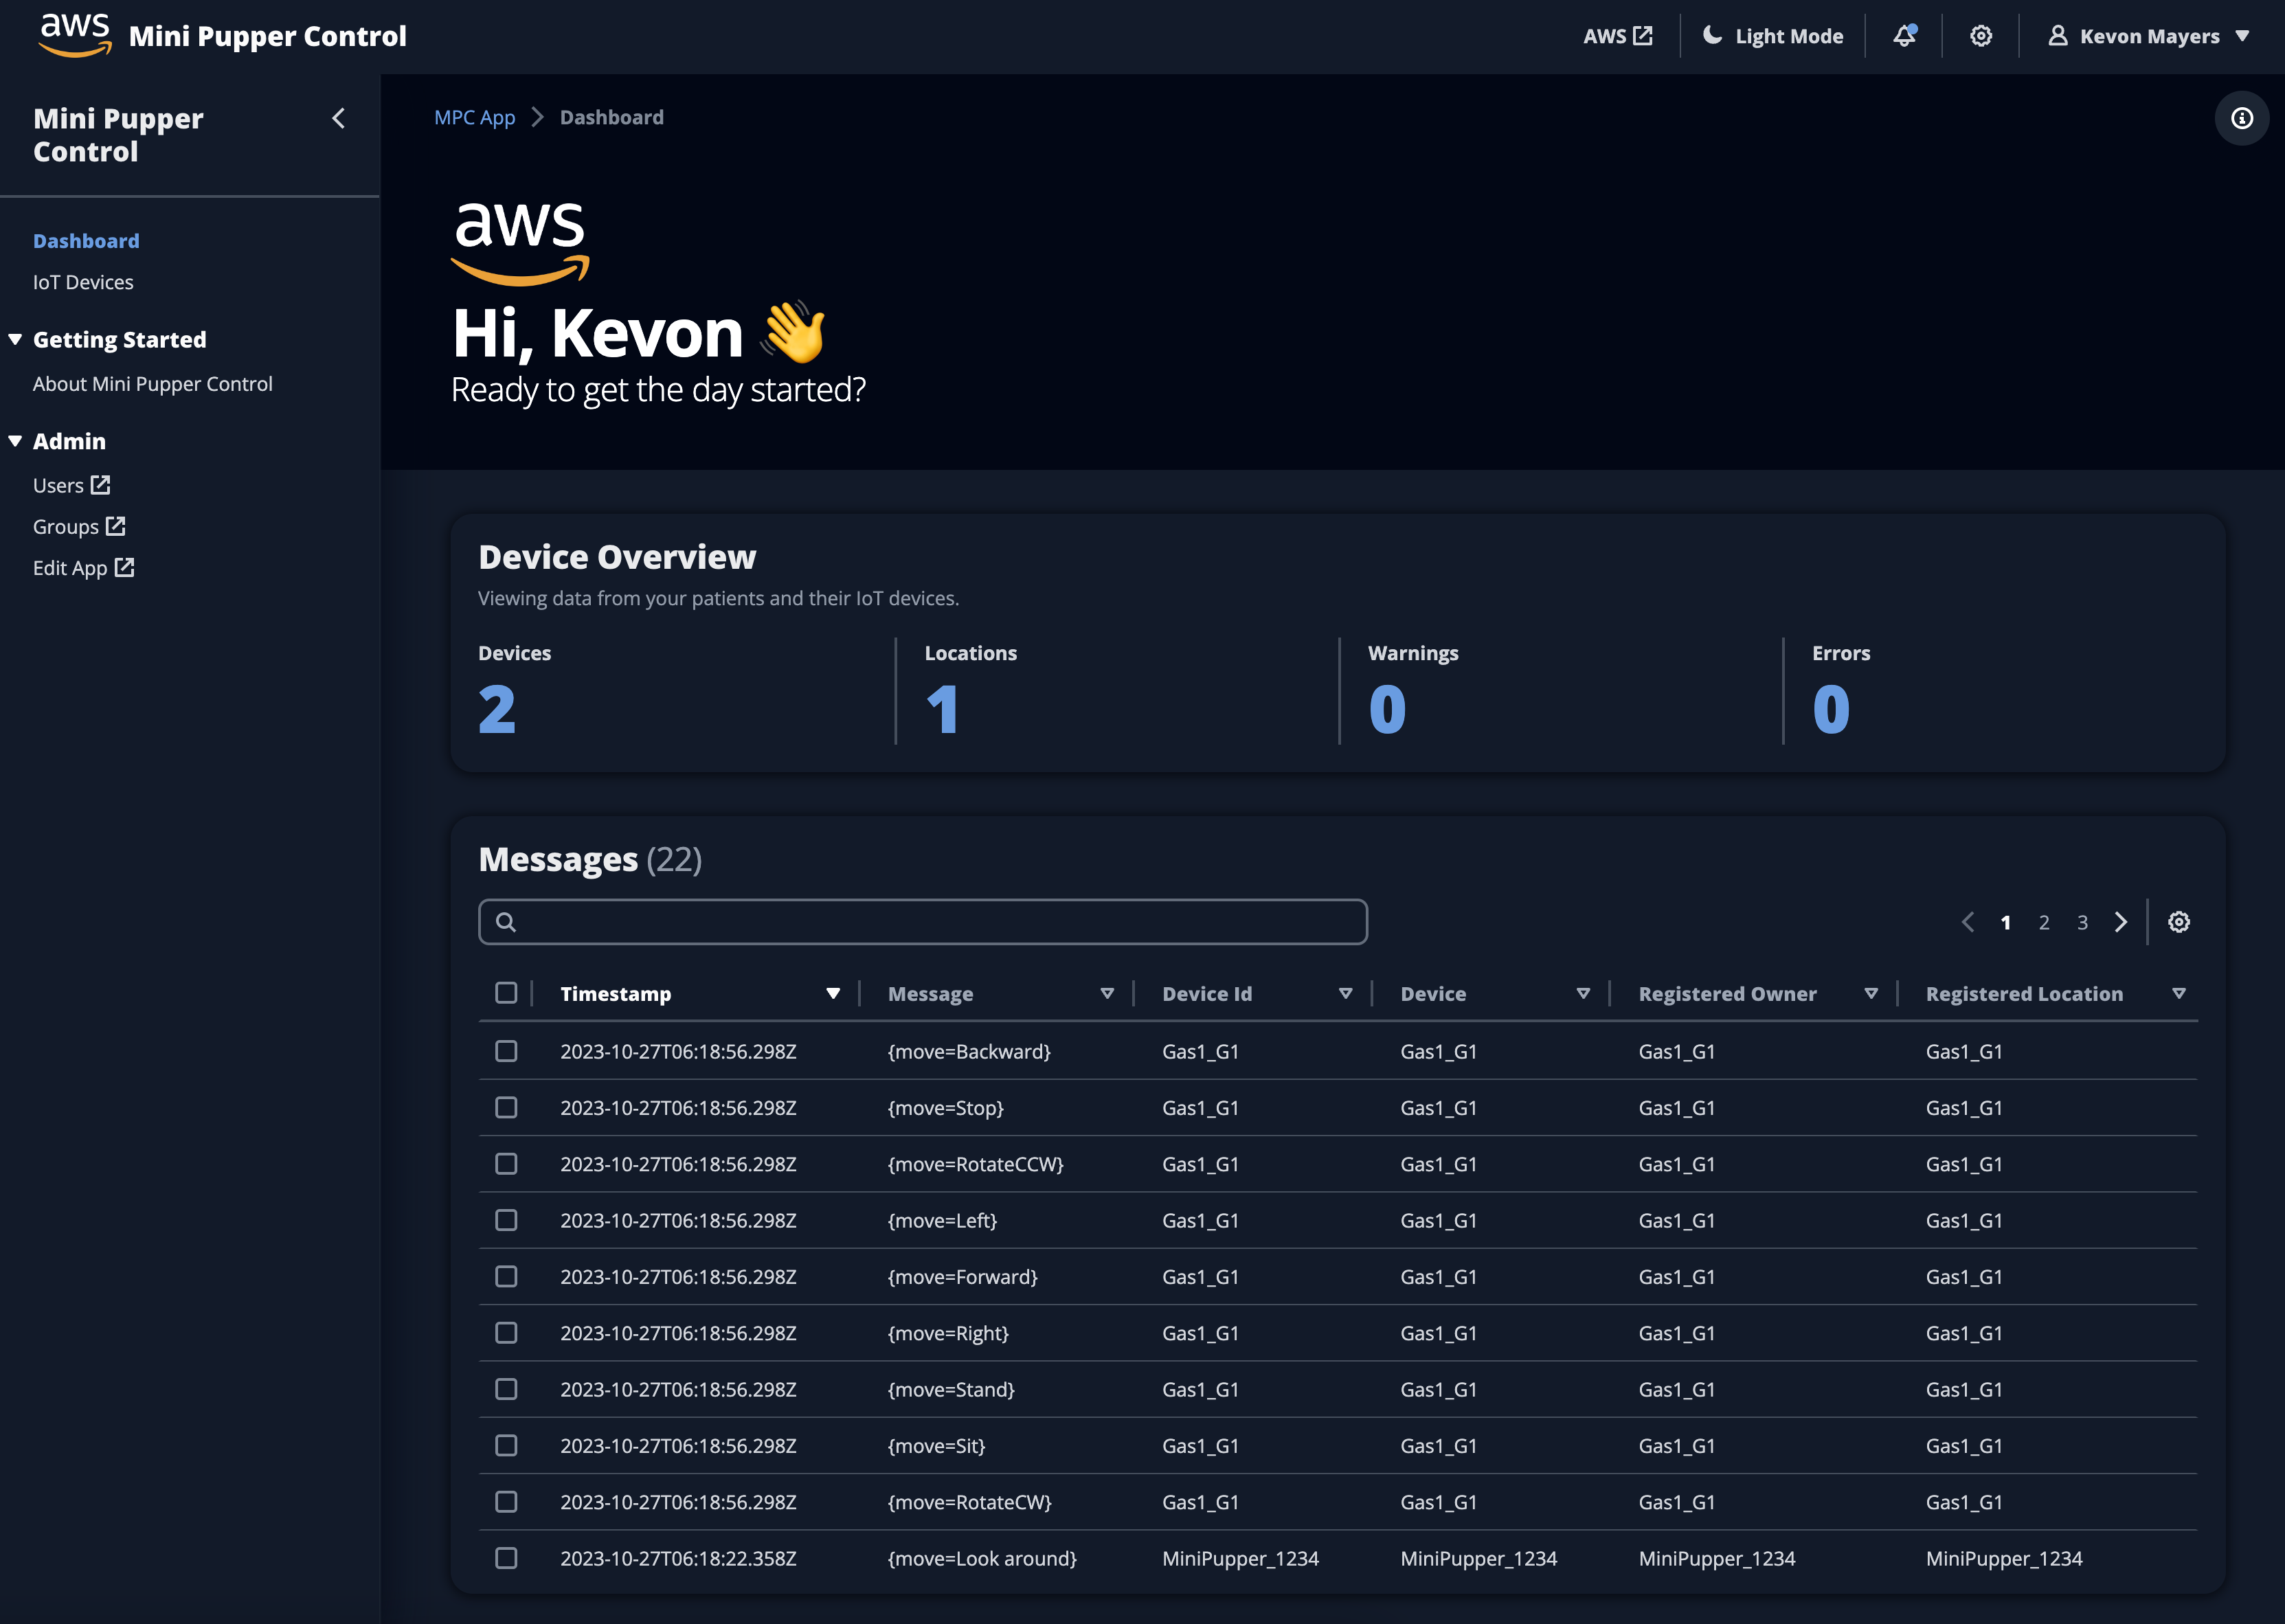 aws Mini Pupper Control
AWS Light Mode Kevon Mayers
Mini Pupper
Control
Dashboard
IoT Devices
Getting Started
About Mini Pupper Control
Admin
Users
Groups
Edit App
MPC App Dashboard
aws
Hi, Kevon 👋
Ready to get the day started?
Device Overview
Viewing data from your patients and their IoT devices.
Devices Locations Warnings Errors
2 1 0 0
Messages (22)
1 2 3
Timestamp Message Device Id Device Registered Owner Registered Location
2023-10-27T06:18:56.298Z {move=Backward} Gas1_G1 Gas1_G1 Gas1_G1 Gas1_G1
2023-10-27T06:18:56.298Z {move=Stop} Gas1_G1 Gas1_G1 Gas1_G1 Gas1_G1
2023-10-27T06:18:56.298Z {move=RotateCCW} Gas1_G1 Gas1_G1 Gas1_G1 Gas1_G1
2023-10-27T06:18:56.298Z {move=Left} Gas1_G1 Gas1_G1 Gas1_G1 Gas1_G1
2023-10-27T06:18:56.298Z {move=Forward} Gas1_G1 Gas1_G1 Gas1_G1 Gas1_G1
2023-10-27T06:18:56.298Z {move=Right} Gas1_G1 Gas1_G1 Gas1_G1 Gas1_G1
2023-10-27T06:18:56.298Z {move=Stand} Gas1_G1 Gas1_G1 Gas1_G1 Gas1_G1
2023-10-27T06:18:56.298Z {move=Sit} Gas1_G1 Gas1_G1 Gas1_G1 Gas1_G1
2023-10-27T06:18:56.298Z {move=RotateCW} Gas1_G1 Gas1_G1 Gas1_G1 Gas1_G1
2023-10-27T06:18:22.358Z {move=Look around} MiniPupper_1234 MiniPupper_1234 MiniPupper_1234 MiniPupper_1234